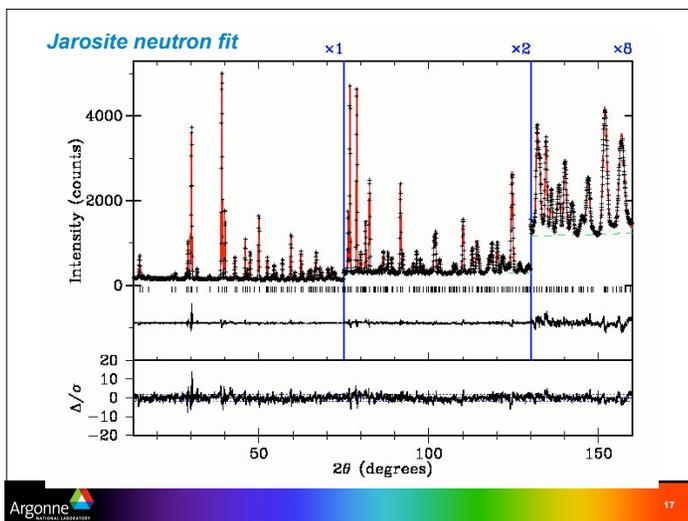 Jarosite neutron fit
×1
×2
×8
Intensity (counts)
4000
2000
0
Δ/σ
20
10
0
−10
−20
50
100
150
2θ (degrees)
Argonne
NATIONAL LABORATORY
17